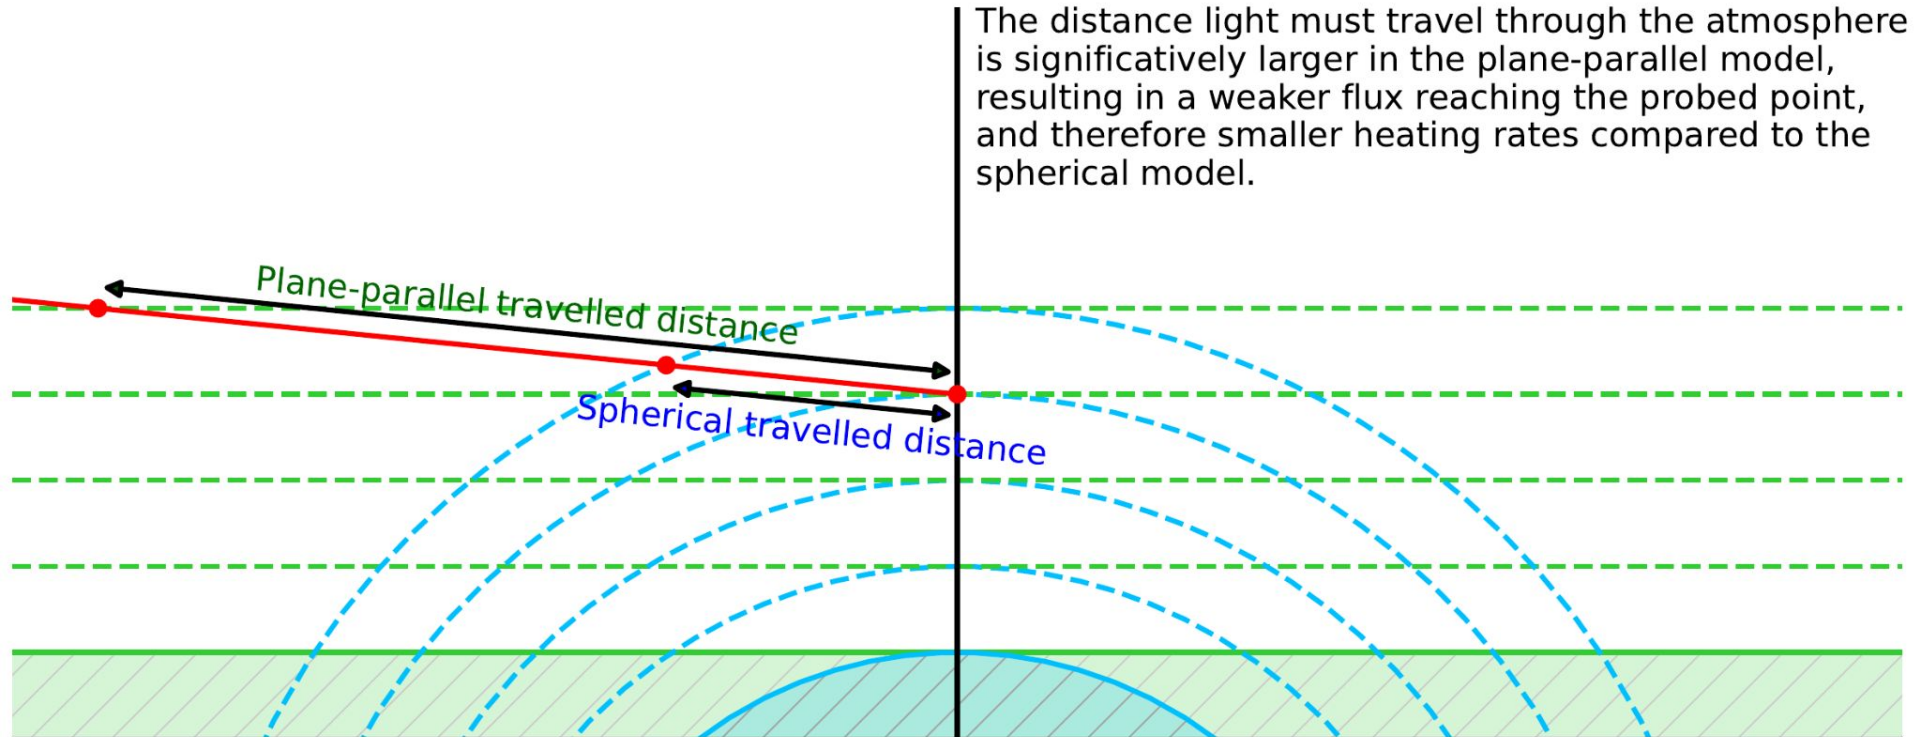 The distance light must travel through the atmosphere
is significatively larger in the plane-parallel model,
resulting in a weaker flux reaching the probed point,
and therefore smaller heating rates compared to the
spherical model.
Plane-parallel travelled distance
Spherical travelled distance